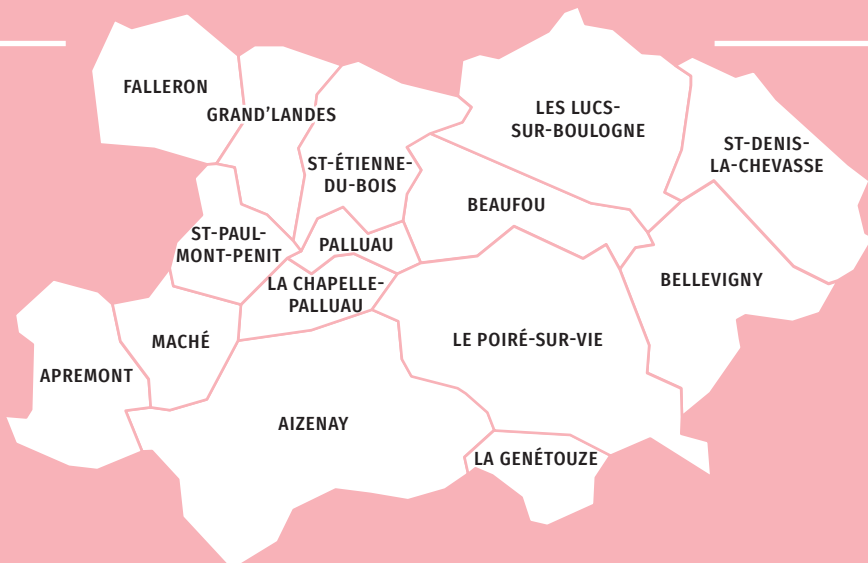 FALLERON
GRAND'LANDES
LES LUCS-
SUR-BOULOGNE
ST-DENIS-
LA-CHEVASSE
ST-ÉTIENNE-
DU-BOIS
BEAUFOU
ST-PAUL-
MONT-PENIT
PALLUAU
LA CHAPELLE-
PALLUAU
BELLEVIGNY
MACHÉ
LE POIRÉ-SUR-VIE
APREMONT
AIZENAY
LA GENÉTOUZE